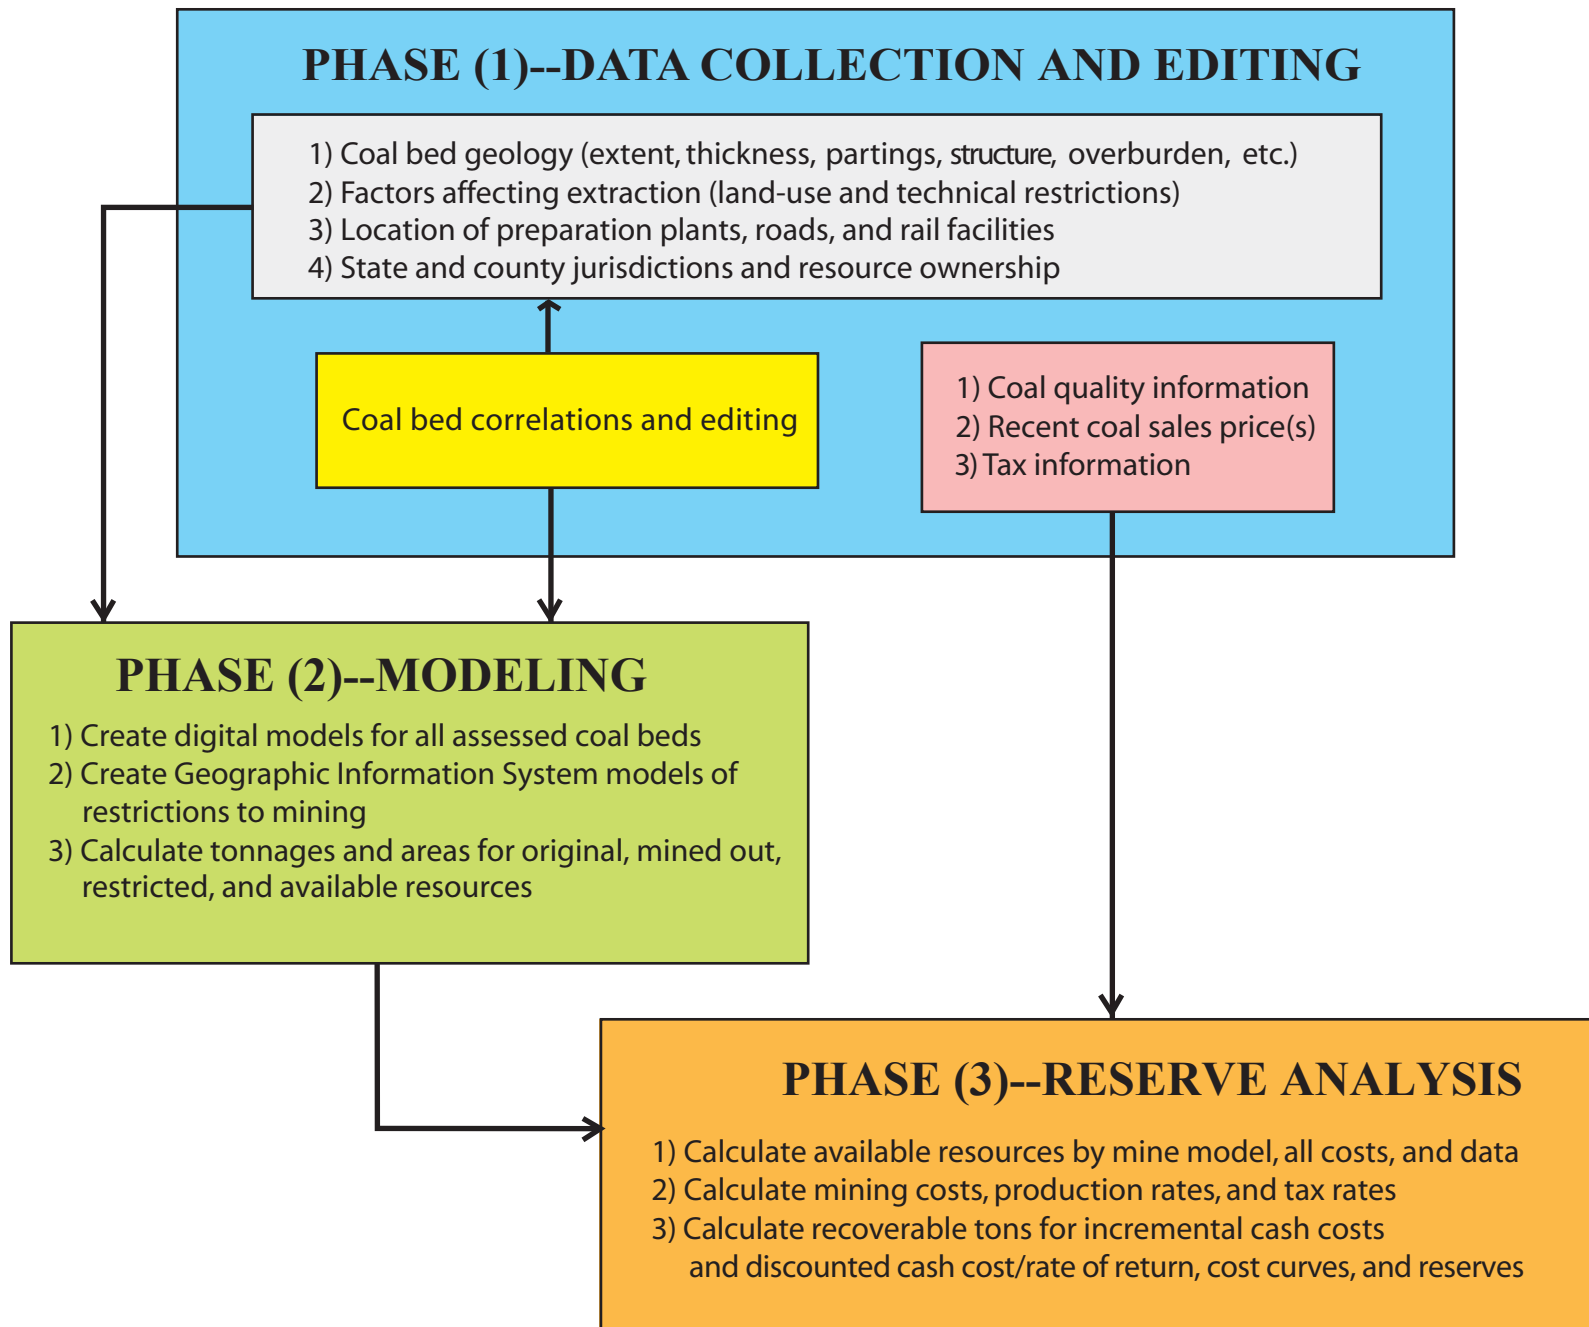 PHASE (1)--DATA COLLECTION AND EDITING
1) Coal bed geology (extent, thickness, partings, structure, overburden, etc.)
2) Factors affecting extraction (land-use and technical restrictions)
3) Location of preparation plants, roads, and rail facilities
4) State and county jurisdictions and resource ownership
Coal bed correlations and editing
1) Coal quality information
2) Recent coal sales price(s)
3) Tax information
PHASE (2)--MODELING
1) Create digital models for all assessed coal beds
2) Create Geographic Information System models of
restrictions to mining
3) Calculate tonnages and areas for original, mined out,
restricted, and available resources
PHASE (3)--RESERVE ANALYSIS
1) Calculate available resources by mine model, all costs, and data
2) Calculate mining costs, production rates, and tax rates
3) Calculate recoverable tons for incremental cash costs
and discounted cash cost/rate of return, cost curves, and reserves